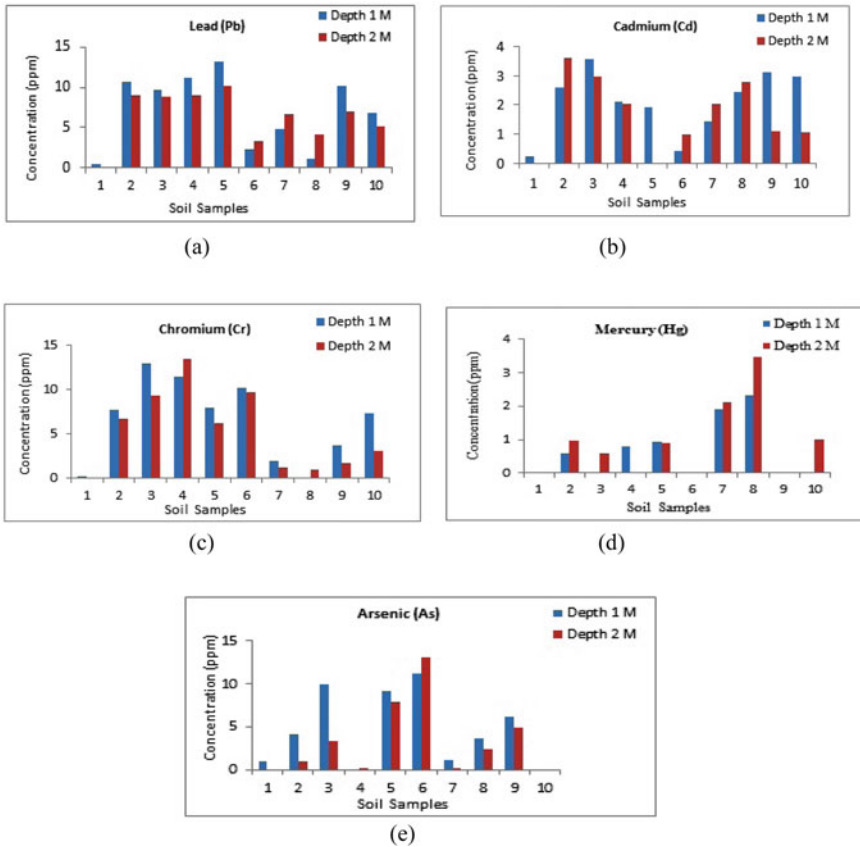 Lead (Pb)
Depth 1 M
Depth 2 M
Concentration (ppm)
15
10
5
0
1 2 3 4 5 6 7 8 9 10
Soil Samples
(a)
Cadmium (Cd)
Depth 1 M
Depth 2 M
Concentration (ppm)
4
3
2
1
0
1 2 3 4 5 6 7 8 9 10
Soil Samples
(b)
Chromium (Cr)
Depth 1 M
Depth 2 M
Concentration (ppm)
15
10
5
0
1 2 3 4 5 6 7 8 9 10
Soil Samples
(c)
Mercury (Hg)
Depth 1 M
Depth 2 M
Concentration(ppm)
4
3
2
1
0
1 2 3 4 5 6 7 8 9 10
Soil Samples
(d)
Arsenic (As)
Depth 1 M
Depth 2 M
Concentration (ppm)
15
10
5
0
1 2 3 4 5 6 7 8 9 10
Soil Samples
(e)